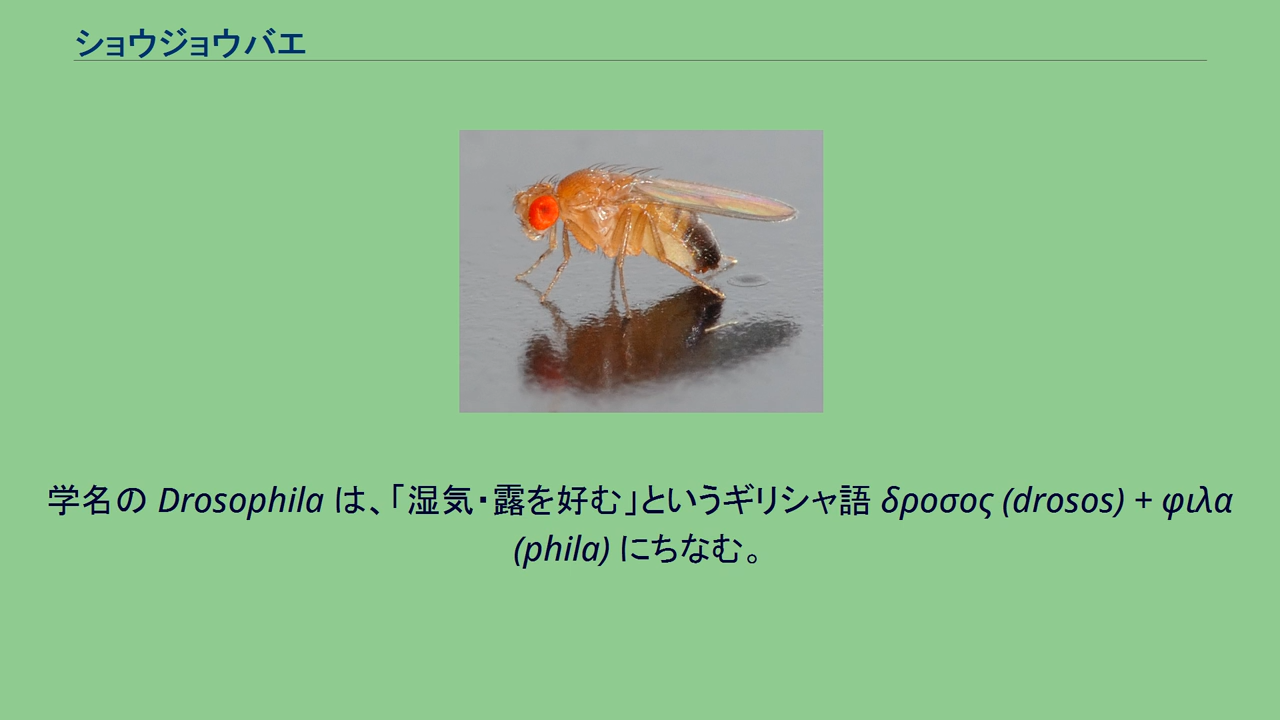 ショウジョウバエ
学名の Drosophila は、「湿気・露を好む」というギリシャ語 δροσος (drosos) + φιλα
(phila) にちなむ。